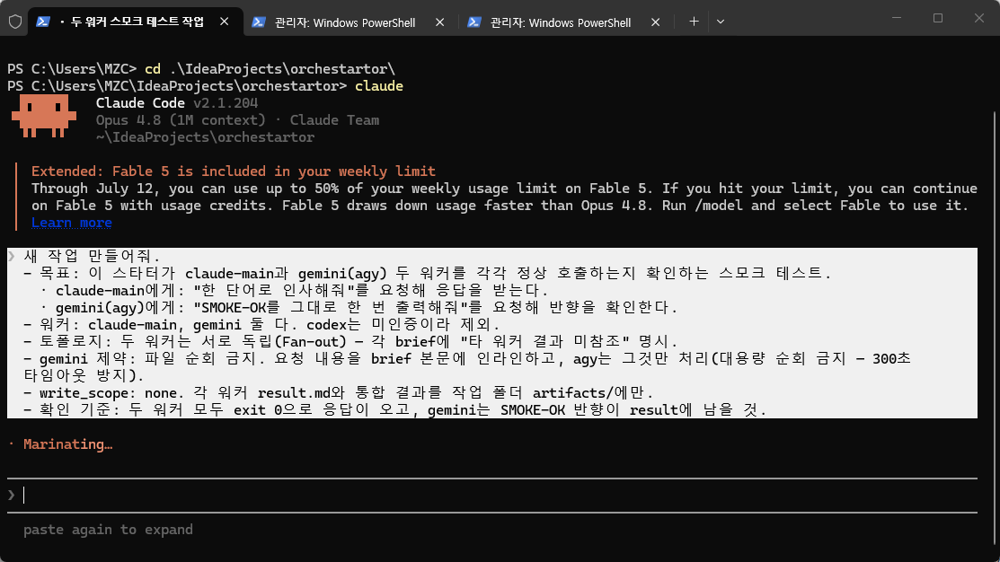 · 두 워커 스모크 테스트 작업
관리자: Windows PowerShell
관리자: Windows PowerShell
PS C:\Users\MZC> cd .\IdeaProjects\orchestartor\
PS C:\Users\MZC\IdeaProjects\orchestartor> claude
Claude Code v2.1.204
Opus 4.8 (1M context) · Claude Team
~\IdeaProjects\orchestartor
Extended: Fable 5 is included in your weekly limit
Through July 12, you can use up to 50% of your weekly usage limit on Fable 5. If you hit your limit, you can continue
on Fable 5 with usage credits. Fable 5 draws down usage faster than Opus 4.8. Run /model and select Fable to use it.
Learn more
❯ 새 작업 만들어줘.
- 목표: 이 스타터가 claude-main과 gemini(agy) 두 워커를 각각 정상 호출하는지 확인하는 스모크 테스트.
· claude-main에게: "한 단어로 인사해줘"를 요청해 응답을 받는다.
· gemini(agy)에게: "SMOKE-OK를 그대로 한 번 출력해줘"를 요청해 반향을 확인한다.
- 워커: claude-main, gemini 둘 다. codex는 미인증이라 제외.
- 토폴로지: 두 워커는 서로 독립(Fan-out) — 각 brief에 "타 워커 결과 미참조" 명시.
- gemini 제약: 파일 순회 금지. 요청 내용을 brief 본문에 인라인하고, agy는 그것만 처리(대용량 순회 금지 — 300초
타임아웃 방지).
- write_scope: none. 각 워커 result.md와 통합 결과를 작업 폴더 artifacts/에만.
- 확인 기준: 두 워커 모두 exit 0으로 응답이 오고, gemini는 SMOKE-OK 반향이 result에 남을 것.
· Marinating…
❯
paste again to expand